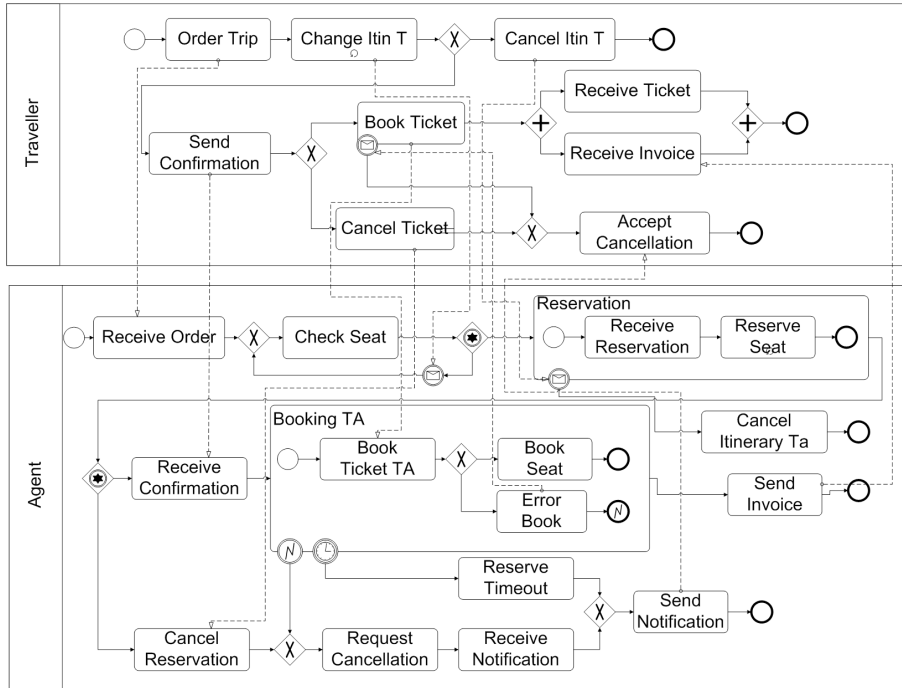 Traveller
Order Trip
Change Itin T
Cancel Itin T
Receive Ticket
Book Ticket
Send
Confirmation
Receive Invoice
Cancel Ticket
Accept
Cancellation
Agent
Reservation
Receive Order
Check Seat
Receive
Reservation
Reserve
Seat
Booking TA
Cancel
Itinerary Ta
Book
Ticket TA
Book
Seat
Receive
Confirmation
Send
Invoice
Error
Book
Reserve
Timeout
Send
Notification
Cancel
Reservation
Request
Cancellation
Receive
Notification